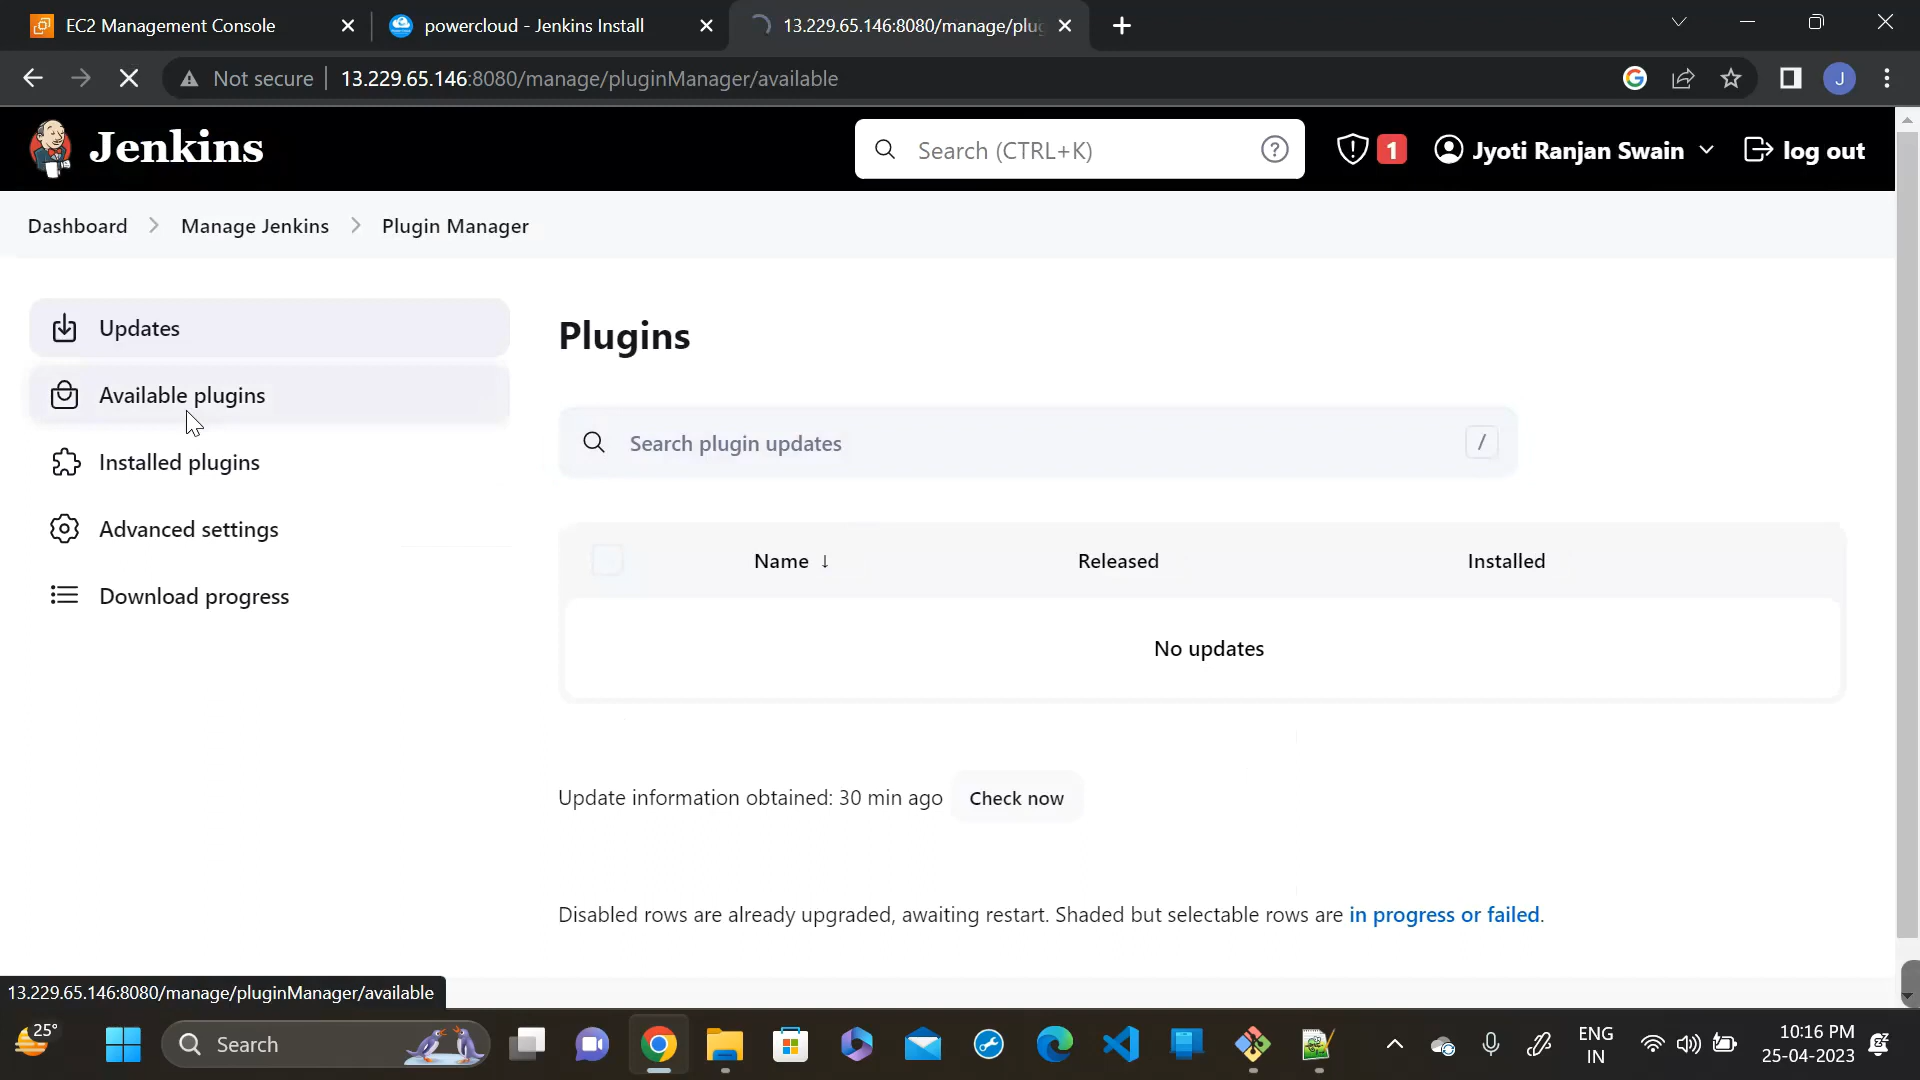 EC2 Management Console
powercloud - Jenkins Install
13.229.65.146:8080/manage/plu
Not secure
13.229.65.146:8080/manage/pluginManager/available
J
Jenkins
Search (CTRL+K)
?
1
Jyoti Ranjan Swain
log out
Dashboard
Manage Jenkins
Plugin Manager
Updates
Available plugins
Installed plugins
Advanced settings
Download progress
Plugins
Search plugin updates
/
Name ↓
Released
Installed
No updates
Update information obtained: 30 min ago
Check now
Disabled rows are already upgraded, awaiting restart. Shaded but selectable rows are in progress or failed.
13.229.65.146:8080/manage/pluginManager/available
25°
Search
ENG
IN
10:16 PM
25-04-2023